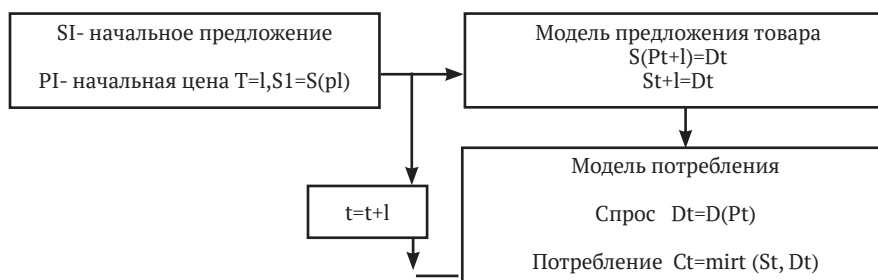 SI- начальное предложение
PI- начальная цена T=l,S1=S(pl)
Модель предложения товара
S(Pt+l)=Dt
St+l=Dt
Модель потребления
Спрос Dt=D(Pt)
Потребление Ct=mirt (St, Dt)
t=t+l